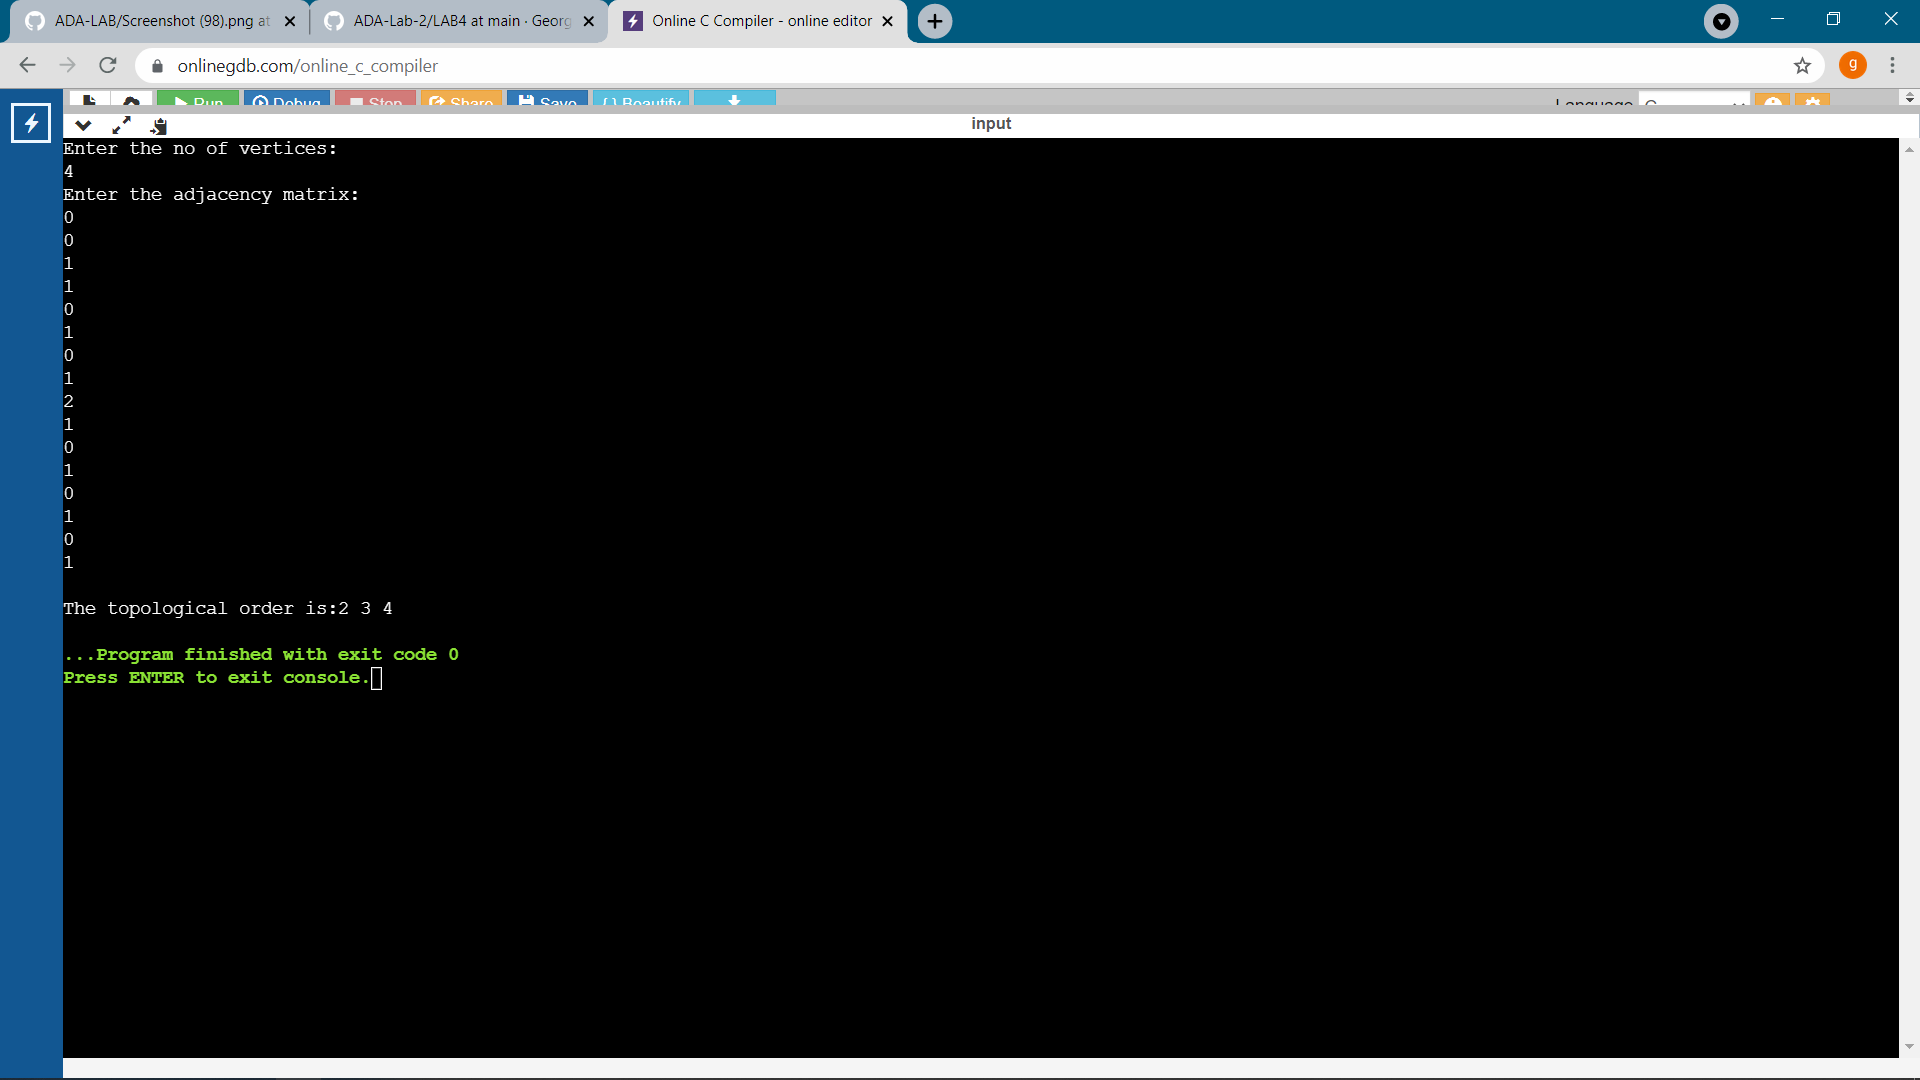 ADA-LAB/Screenshot (98).png at
ADA-Lab-2/LAB4 at main · Georg
Online C Compiler - online editor
onlinegdb.com/online_c_compiler
g
Run
Debug
Stop
Share
Save
{ } Beautify
Language
C
input
Enter the no of vertices:
4
Enter the adjacency matrix:
0
0
1
1
0
1
0
1
2
1
0
1
0
1
0
1
The topological order is:2 3 4
...Program finished with exit code 0
Press ENTER to exit console.